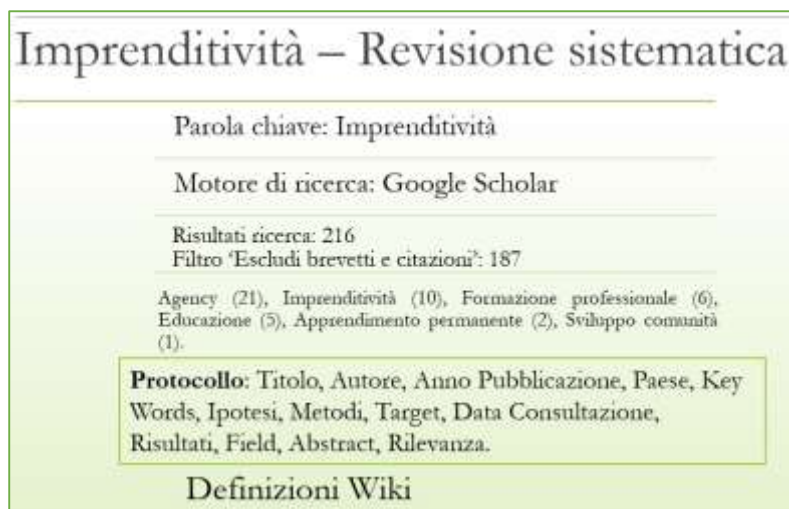 Imprenditività – Revisione sistematica
Parola chiave: Imprenditività
Motore di ricerca: Google Scholar
Risultati ricerca: 216
Filtro ‘Escludi brevetti e citazioni’: 187
Agency (21), Imprenditività (10), Formazione professionale (6),
Educazione (5), Apprendimento permanente (2), Sviluppo comunità
(1).
Protocollo: Titolo, Autore, Anno Pubblicazione, Paese, Key
Words, Ipotesi, Metodi, Target, Data Consultazione,
Risultati, Field, Abstract, Rilevanza.
Definizioni Wiki